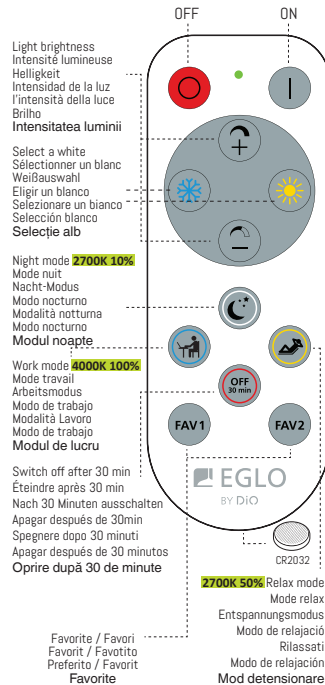 OFF
ON
Light brightness
Intensité lumineuse
Helligkeit
Intensidad de la luz
l'intensità della luce
Brilho
Intensitatea luminii
Select a white
Sélectionner un blanc
Weißauswahl
Eligir un blanco
Selezionare un bianco
Selección blanco
Selecție alb
Night mode 2700K 10%
Mode nuit
Nacht-Modus
Modo nocturno
Modalità notturna
Modo nocturno
Modul noapte
Work mode 4000K 100%
Mode travail
Arbeitsmodus
Modo de trabajo
Modalità Lavoro
Modo de trabajo
Modul de lucru
OFF
30 min
FAV1
FAV2
Switch off after 30 min
Éteindre après 30 min
Nach 30 Minuten ausschalten
Apagar después de 30min
Spegnere dopo 30 minuti
Apagar después de 30 minutos
Oprire după 30 de minute
EGLO
BY DiO
CR2032
2700K 50% Relax mode
Mode relax
Entspannungsmodus
Modo de relajació
Rilassati
Modo de relajación
Mod detensionare
Favorite / Favori
Favorit / Favotito
Preferito / Favorit
Favorite